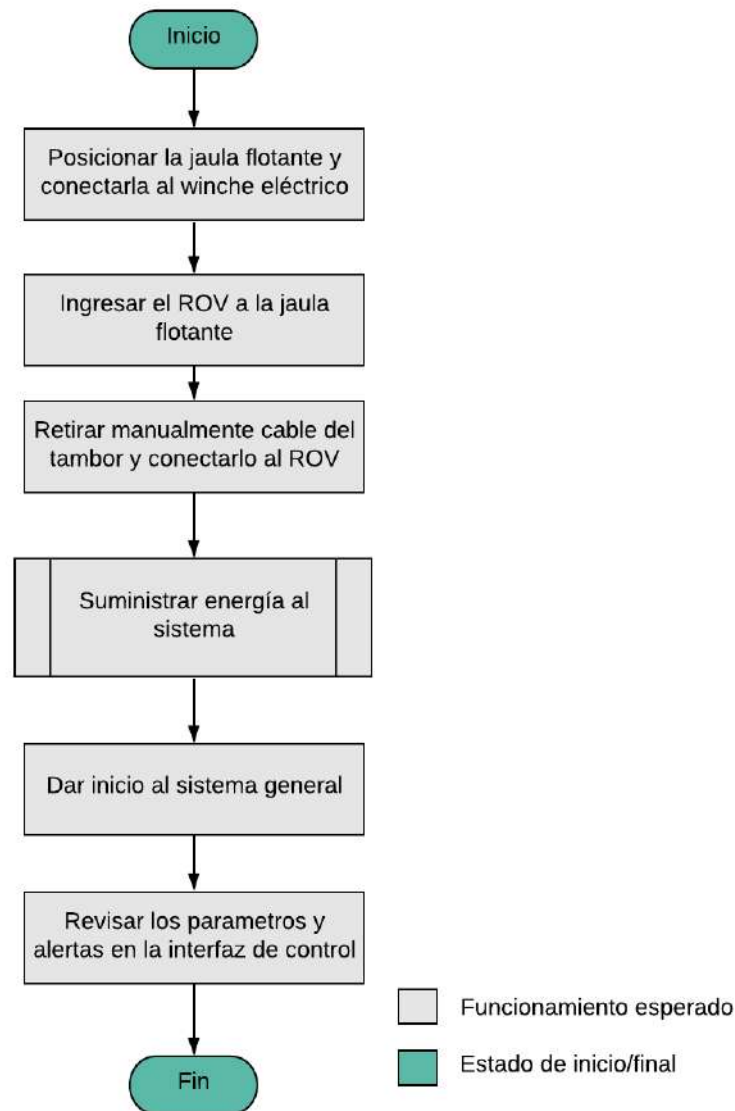 Inicio
Posicionar la jaula flotante y
conectarla al winche eléctrico
Ingresar el ROV a la jaula
flotante
Retirar manualmente cable del
tambor y conectarlo al ROV
Suministrar energía al
sistema
Dar inicio al sistema general
Revisar los parametros y
alertas en la interfaz de control
Fin
Funcionamiento esperado
Estado de inicio/final